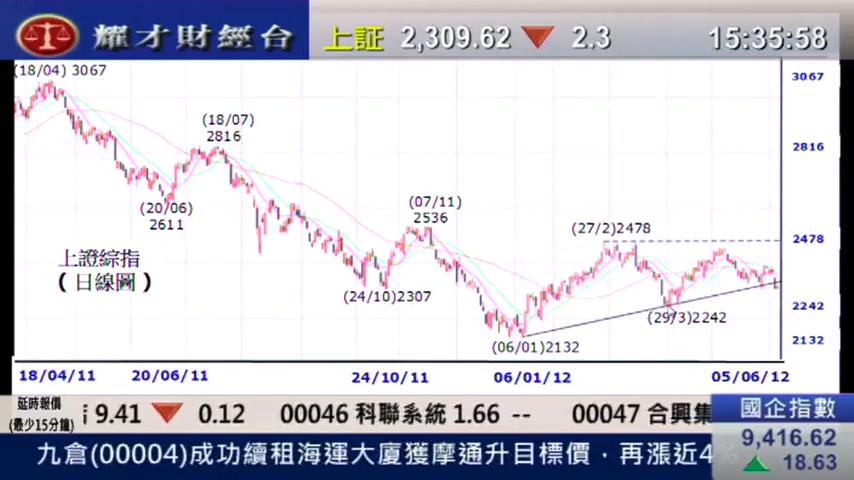 耀才財經台
上証 2,309.62 ▼ 2.3
15:35:58
(18/04) 3067
3067
(18/07)
2816
2816
(20/06)
2611
(07/11)
2536
(27/2)2478
2478
上證綜指
(日線圖)
(24/10)2307
(29/3)2242
2242
(06/01)2132
2132
18/04/11 20/06/11 24/10/11 06/01/12 05/06/12
延時報價
(最少15分鐘)
9.41 ▼ 0.12 00046 科聯系統 1.66 -- 00047 合興集
國企指數
9,416.62
▲ 18.63
九倉(00004)成功續租海運大廈獲摩通升目標價，再漲近4%